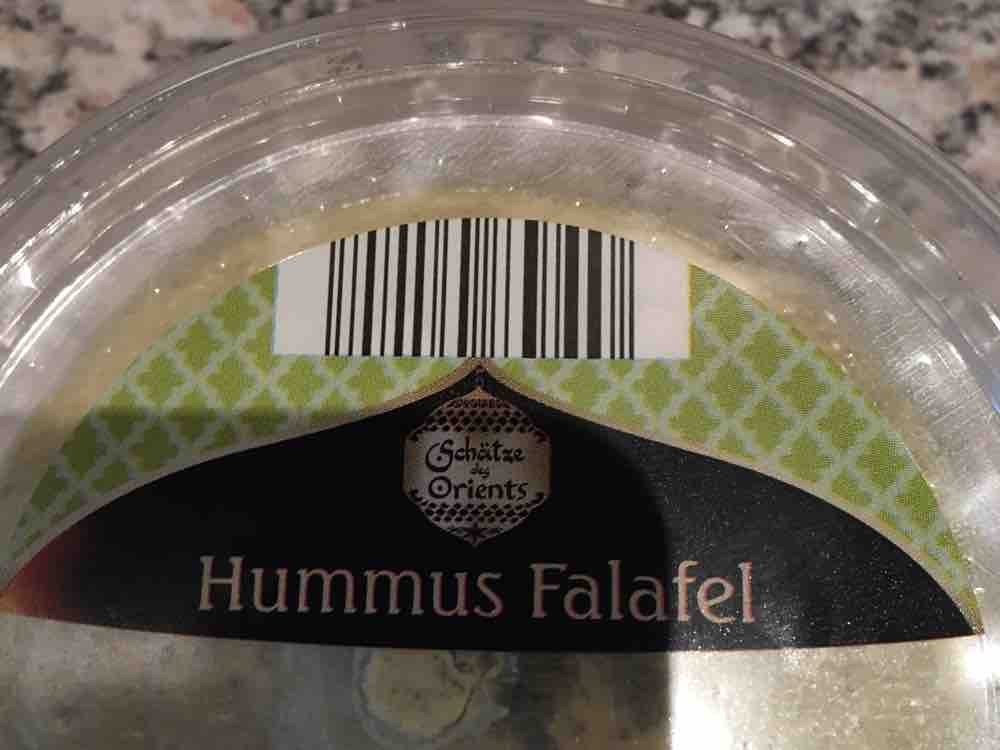 Schätze
des
Orients
Hummus Falafel